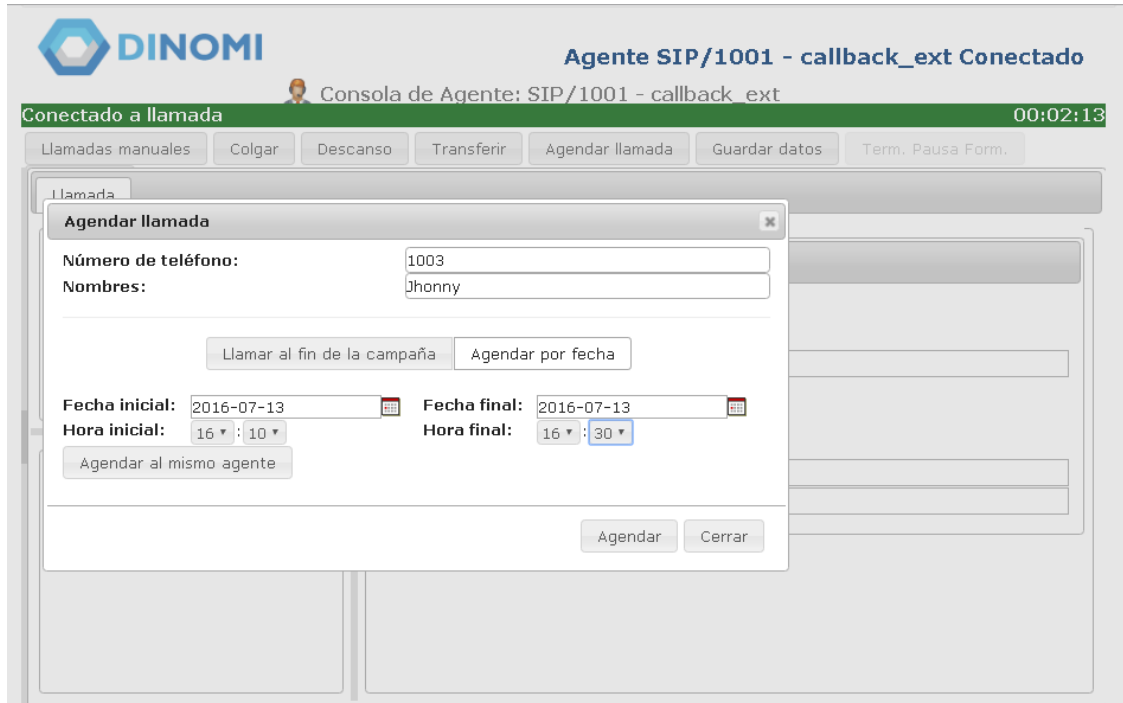 DINOMI
Agente SIP/1001 - callback_ext Conectado
Consola de Agente: SIP/1001 - callback_ext
Conectado a llamada 00:02:13
Llamadas manuales Colgar Descanso Transferir Agendar llamada Guardar datos Term. Pausa Form.
Llamada
Agendar llamada
Número de teléfono: 1003
Nombres: Jhonny
Llamar al fin de la campaña Agendar por fecha
Fecha inicial: 2016-07-13 Fecha final: 2016-07-13
Hora inicial: 16 : 10 Hora final: 16 : 30
Agendar al mismo agente
Agendar Cerrar